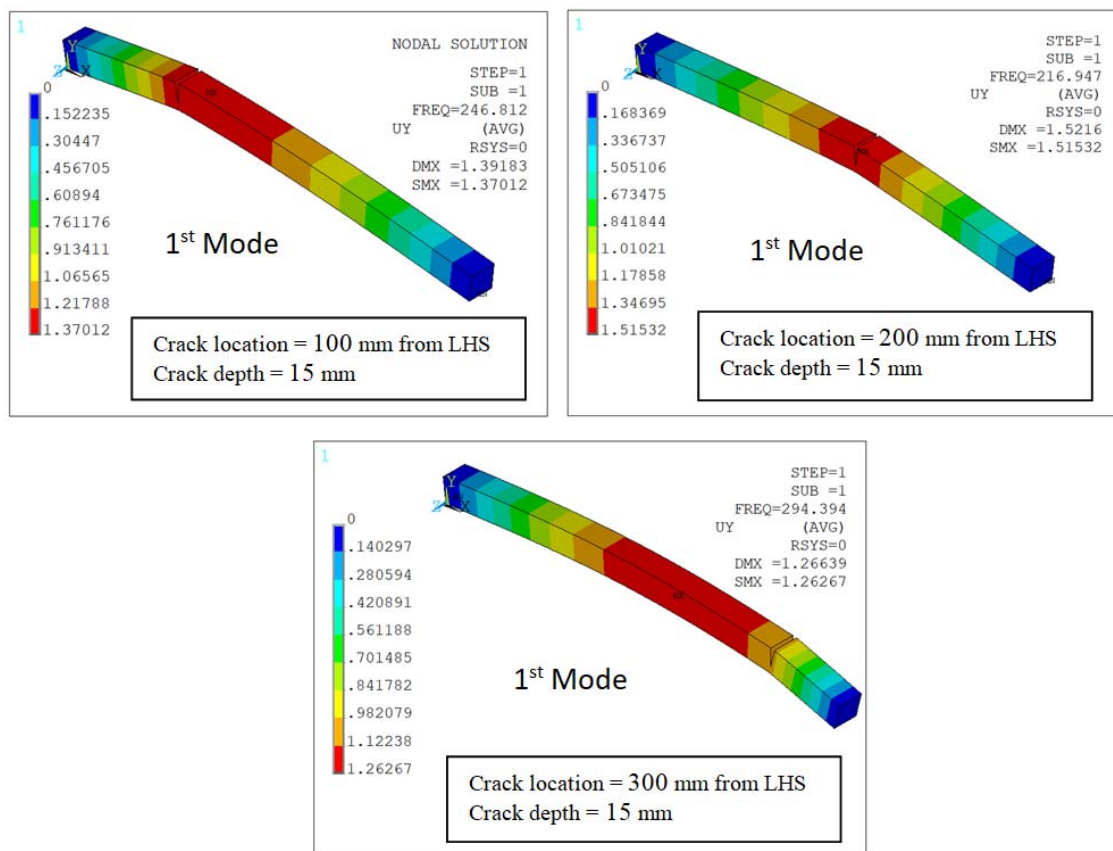 1
NODAL SOLUTION
STEP=1
SUB =1
FREQ=246.812
UY (AVG)
RSYS=0
DMX =1.39183
SMX =1.37012
Y
Z X
MX
0
.152235
.30447
.456705
.60894
.761176
.913411
1.06565
1.21788
1.37012
1st Mode
Crack location = 100 mm from LHS
Crack depth = 15 mm
1
STEP=1
SUB =1
FREQ=216.947
UY (AVG)
RSYS=0
DMX =1.5216
SMX =1.51532
Y
Z X
MX
0
.168369
.336737
.505106
.673475
.841844
1.01021
1.17858
1.34695
1.51532
1st Mode
Crack location = 200 mm from LHS
Crack depth = 15 mm
1
STEP=1
SUB =1
FREQ=294.394
UY (AVG)
RSYS=0
DMX =1.26639
SMX =1.26267
Y
Z X
MX
0
.140297
.280594
.420891
.561188
.701485
.841782
.982079
1.12238
1.26267
1st Mode
Crack location = 300 mm from LHS
Crack depth = 15 mm